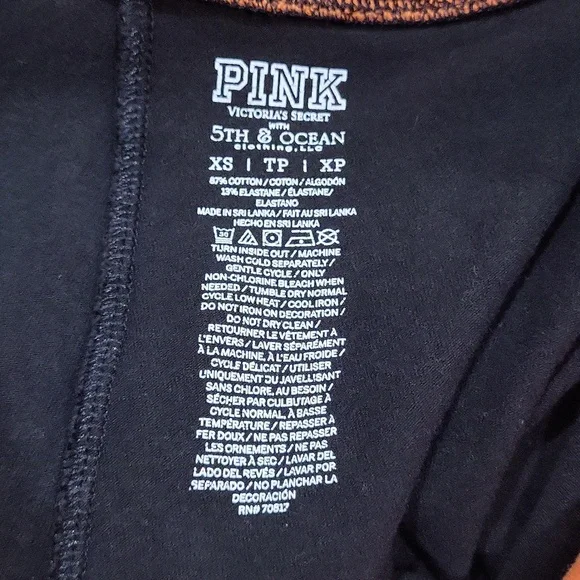 PINK
VICTORIA'S SECRET
WITH
5TH & OCEAN
clothing, LLC
XS | TP | XP
87% COTTON / COTON / ALGODÓN
13% ELASTANE / ÉLASTANE /
ELASTANO
MADE IN SRI LANKA / FAIT AU SRI LANKA
HECHO EN SRI LANKA
30
TURN INSIDE OUT / MACHINE
WASH COLD SEPARATELY /
GENTLE CYCLE / ONLY
NON-CHLORINE BLEACH WHEN
NEEDED / TUMBLE DRY NORMAL
CYCLE LOW HEAT / COOL IRON /
DO NOT IRON ON DECORATION /
DO NOT DRY CLEAN /
RETOURNER LE VÊTEMENT À
L'ENVERS / LAVER SÉPARÉMENT
À LA MACHINE, À L'EAU FROIDE /
CYCLE DÉLICAT / UTILISER
UNIQUEMENT DU JAVELLISANT
SANS CHLORE, AU BESOIN /
SÉCHER PAR CULBUTAGE À
CYCLE NORMAL, À BASSE
TEMPÉRATURE / REPASSER À
FER DOUX / NE PAS REPASSER
LES ORNEMENTS / NE PAS
NETTOYER À SEC / LAVAR DEL
LADO DEL REVÉS / LAVAR POR
SEPARADO / NO PLANCHAR LA
DECORACIÓN
RN# 70817